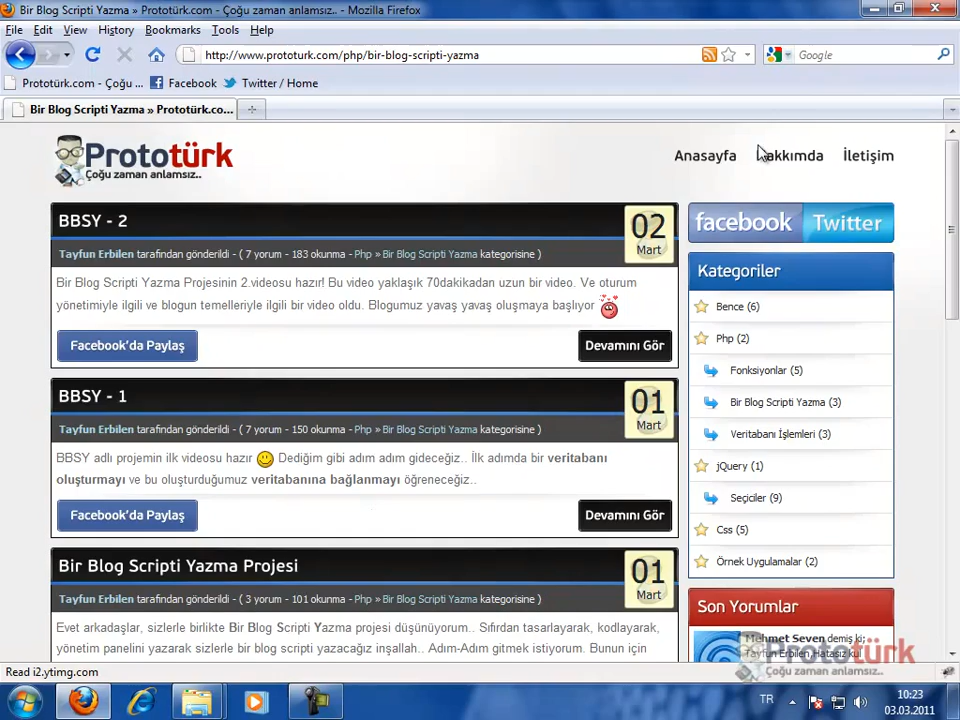 Bir Blog Scripti Yazma » Prototurk.com - Çoğu zaman anlamsız.. - Mozilla Firefox
File Edit View History Bookmarks Tools Help
http://www.prototurk.com/php/bir-blog-scripti-yazma
Google
Prototurk.com - Çoğu ...
Facebook
Twitter / Home
Bir Blog Scripti Yazma » Prototürk.co...
Prototürk
Çoğu zaman anlamsız..
Anasayfa
Hakkımda
İletişim
BBSY - 2
02
Mart
Tayfun Erbilen tarafından gönderildi - ( 7 yorum - 183 okunma - Php » Bir Blog Scripti Yazma kategorisine )
Bir Blog Scripti Yazma Projesinin 2.videosu hazır! Bu video yaklaşık 70dakikadan uzun bir video. Ve oturum
yönetimiyle ilgili ve blogun temelleriyle ilgili bir video oldu. Blogumuz yavaş yavaş oluşmaya başlıyor
Facebook'da Paylaş
Devamını Gör
BBSY - 1
01
Mart
Tayfun Erbilen tarafından gönderildi - ( 7 yorum - 150 okunma - Php » Bir Blog Scripti Yazma kategorisine )
BBSY adlı projemin ilk videosu hazır Dediğim gibi adım adım gideceğiz.. İlk adımda bir veritabanı
oluşturmayı ve bu oluşturduğumuz veritabanına bağlanmayı öğreneceğiz..
Facebook'da Paylaş
Devamını Gör
Bir Blog Scripti Yazma Projesi
01
Mart
Tayfun Erbilen tarafından gönderildi - ( 3 yorum - 101 okunma - Php » Bir Blog Scripti Yazma kategorisine )
Evet arkadaşlar, sizlerle birlikte Bir Blog Scripti Yazma projesi düşünüyorum.. Sıfırdan tasarlayarak, kodlayarak,
yönetim panelini yazarak sizlerle bir blog scripti yazacağız inşallah.. Adım-Adım gitmek istiyorum. Bunun için
facebook
Twitter
Kategoriler
Bence (6)
Php (2)
Fonksiyonlar (5)
Bir Blog Scripti Yazma (3)
Veritabanı İşlemleri (3)
jQuery (1)
Seçiciler (9)
Css (5)
Örnek Uygulamalar (2)
Son Yorumlar
Mehmet Seven demiş ki;
Tayfun Erbilen,Hatasız kul
Prototürk
Çoğu zaman anlamsız..
Read i2.ytimg.com
TR
10:23
03.03.2011